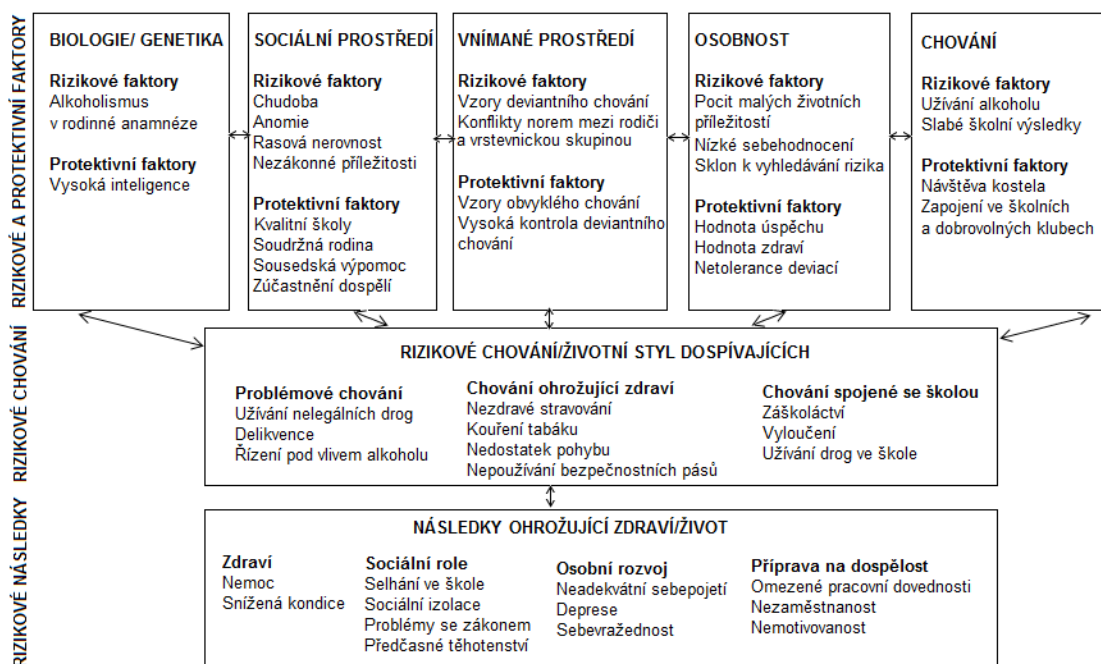 RIZIKOVÉ A PROTEKTIVNÍ FAKTORY
BIOLOGIE/ GENETIKA
Rizikové faktory
Alkoholismus
v rodinné anamnéze
Protektivní faktory
Vysoká inteligence
SOCIÁLNÍ PROSTŘEDÍ
Rizikové faktory
Chudoba
Anomie
Rasová nerovnost
Nezákonné příležitosti
Protektivní faktory
Kvalitní školy
Soudržná rodina
Sousedská výpomoc
Zúčastnění dospělí
VNÍMANÉ PROSTŘEDÍ
Rizikové faktory
Vzory deviantního chování
Konflikty norem mezi rodiči
a vrstevnickou skupinou
Protektivní faktory
Vzory obvyklého chování
Vysoká kontrola deviantního
chování
OSOBNOST
Rizikové faktory
Pocit malých životních
příležitostí
Nízké sebehodnocení
Sklon k vyhledávání rizika
Protektivní faktory
Hodnota úspěchu
Hodnota zdraví
Netolerance deviací
CHOVÁNÍ
Rizikové faktory
Užívání alkoholu
Slabé školní výsledky
Protektivní faktory
Návštěva kostela
Zapojení ve školních
a dobrovolných klubech
RIZIKOVÉ CHOVÁNÍ
RIZIKOVÉ CHOVÁNÍ/ŽIVOTNÍ STYL DOSPÍVAJÍCÍCH
Problémové chování
Užívání nelegálních drog
Delikvence
Řízení pod vlivem alkoholu
Chování ohrožující zdraví
Nezdravé stravování
Kouření tabáku
Nedostatek pohybu
Nepoužívání bezpečnostních pásů
Chování spojené se školou
Záškoláctví
Vyloučení
Užívání drog ve škole
RIZIKOVÉ NÁSLEDKY
NÁSLEDKY OHROŽUJÍCÍ ZDRAVÍ/ŽIVOT
Zdraví
Nemoc
Snížená kondice
Sociální role
Selhání ve škole
Sociální izolace
Problémy se zákonem
Předčasné těhotenství
Osobní rozvoj
Neadekvátní sebepojetí
Deprese
Sebevražednost
Příprava na dospělost
Omezené pracovní dovednosti
Nezaměstnanost
Nemotivovanost